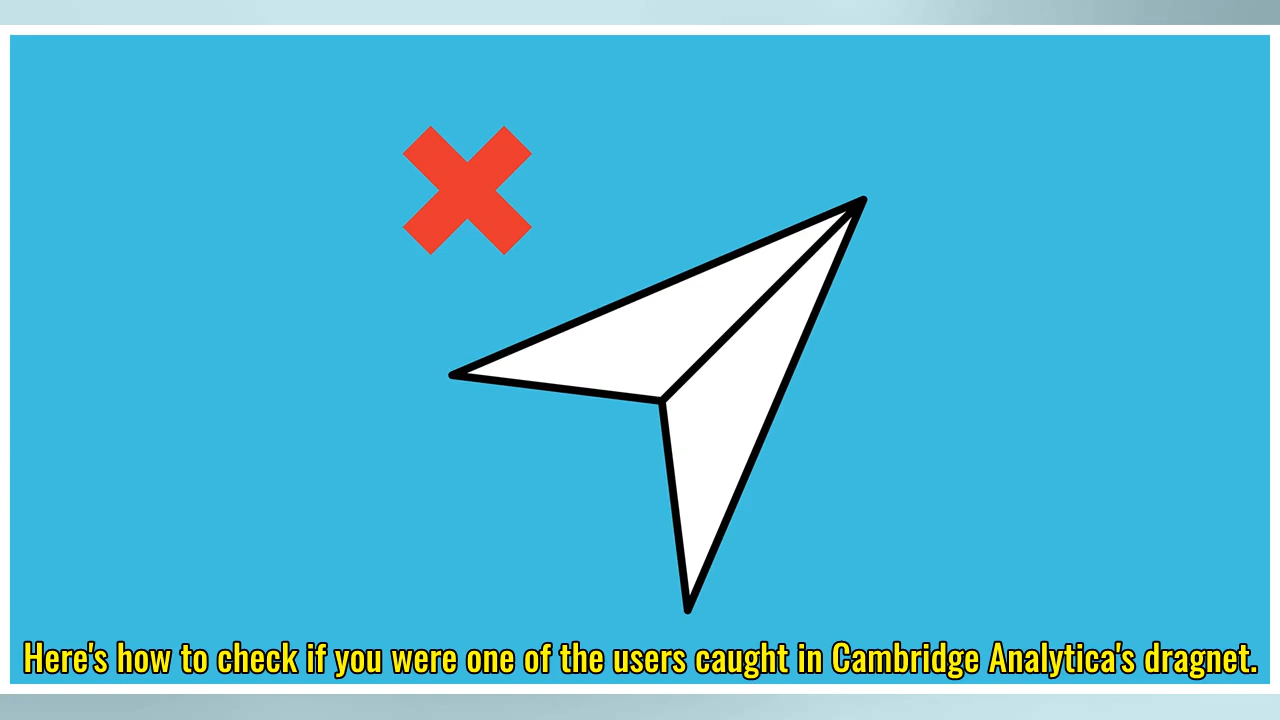 Here's how to check if you were one of the users caught in Cambridge Analytica's dragnet.